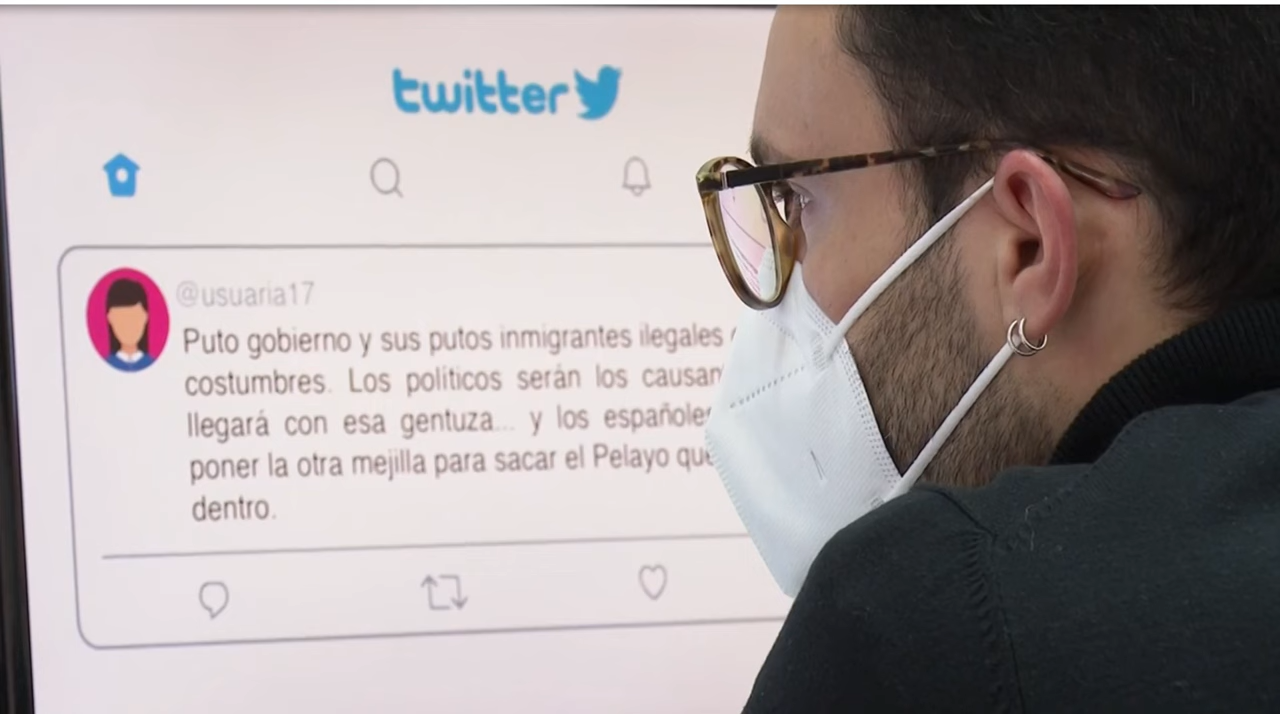 twitter
@usuaria17
Puto gobierno y sus putos inmigrantes ilegales
costumbres. Los políticos serán los
llegará con esa gentuza... y los
poner la otra mejilla para sacar el Pelayo
dentro.